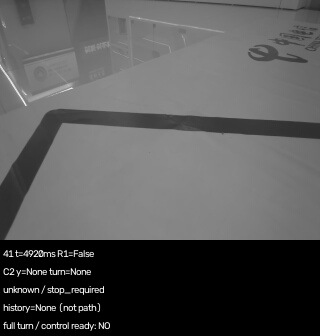 41 t=4920ms R1=False
C2 y=None turn=None
unknown / stop_required
history=None (not path)
full turn / control ready: NO